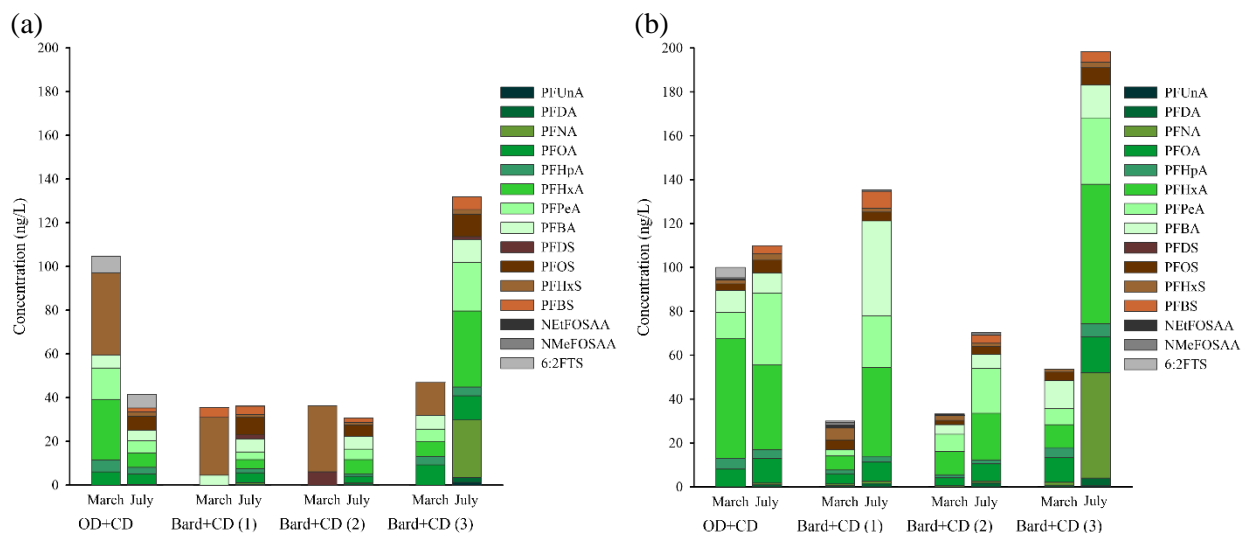 (a)
200
180
160
140
120
100
80
60
40
20
0
Concentration (ng/L)
March July March July March July March July
OD+CD Bard+CD (1) Bard+CD (2) Bard+CD (3)
PFUnA
PFDA
PFNA
PFOA
PFHpA
PFHxA
PFPeA
PFBA
PFDS
PFOS
PFHxS
PFBS
NEtFOSAA
NMeFOSAA
6:2FTS
(b)
200
180
160
140
120
100
80
60
40
20
0
Concentration (ng/L)
March July March July March July March July
OD+CD Bard+CD (1) Bard+CD (2) Bard+CD (3)
PFUnA
PFDA
PFNA
PFOA
PFHpA
PFHxA
PFPeA
PFBA
PFDS
PFOS
PFHxS
PFBS
NEtFOSAA
NMeFOSAA
6:2FTS